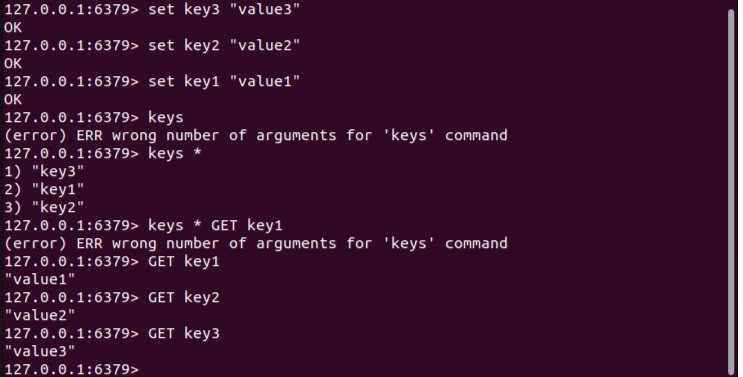 127.0.0.1:6379> set key3 "value3"
OK
127.0.0.1:6379> set key2 "value2"
OK
127.0.0.1:6379> set key1 "value1"
OK
127.0.0.1:6379> keys
(error) ERR wrong number of arguments for 'keys' command
127.0.0.1:6379> keys *
1) "key3"
2) "key1"
3) "key2"
127.0.0.1:6379> keys * GET key1
(error) ERR wrong number of arguments for 'keys' command
127.0.0.1:6379> GET key1
"value1"
127.0.0.1:6379> GET key2
"value2"
127.0.0.1:6379> GET key3
"value3"
127.0.0.1:6379>